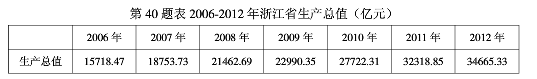 第 40 题表 2006-2012 年浙江省生产总值（亿元）
2006 年 2007 年 2008 年 2009 年 2010 年 2011 年 2012 年
生产总值 15718.47 18753.73 21462.69 22990.35 27722.31 32318.85 34665.33